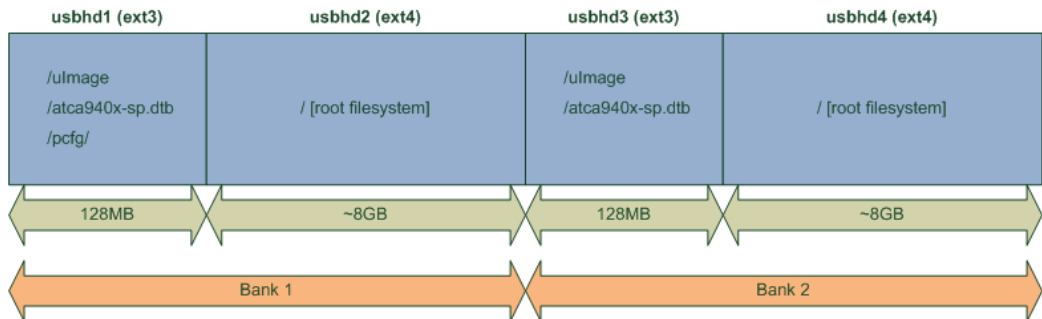 usbhd1 (ext3)
usbhd2 (ext4)
usbhd3 (ext3)
usbhd4 (ext4)
/uImage
/atca940x-sp.dtb
/pcfg/
/ [root filesystem]
/uImage
/atca940x-sp.dtb
/ [root filesystem]
128MB
~8GB
128MB
~8GB
Bank 1
Bank 2